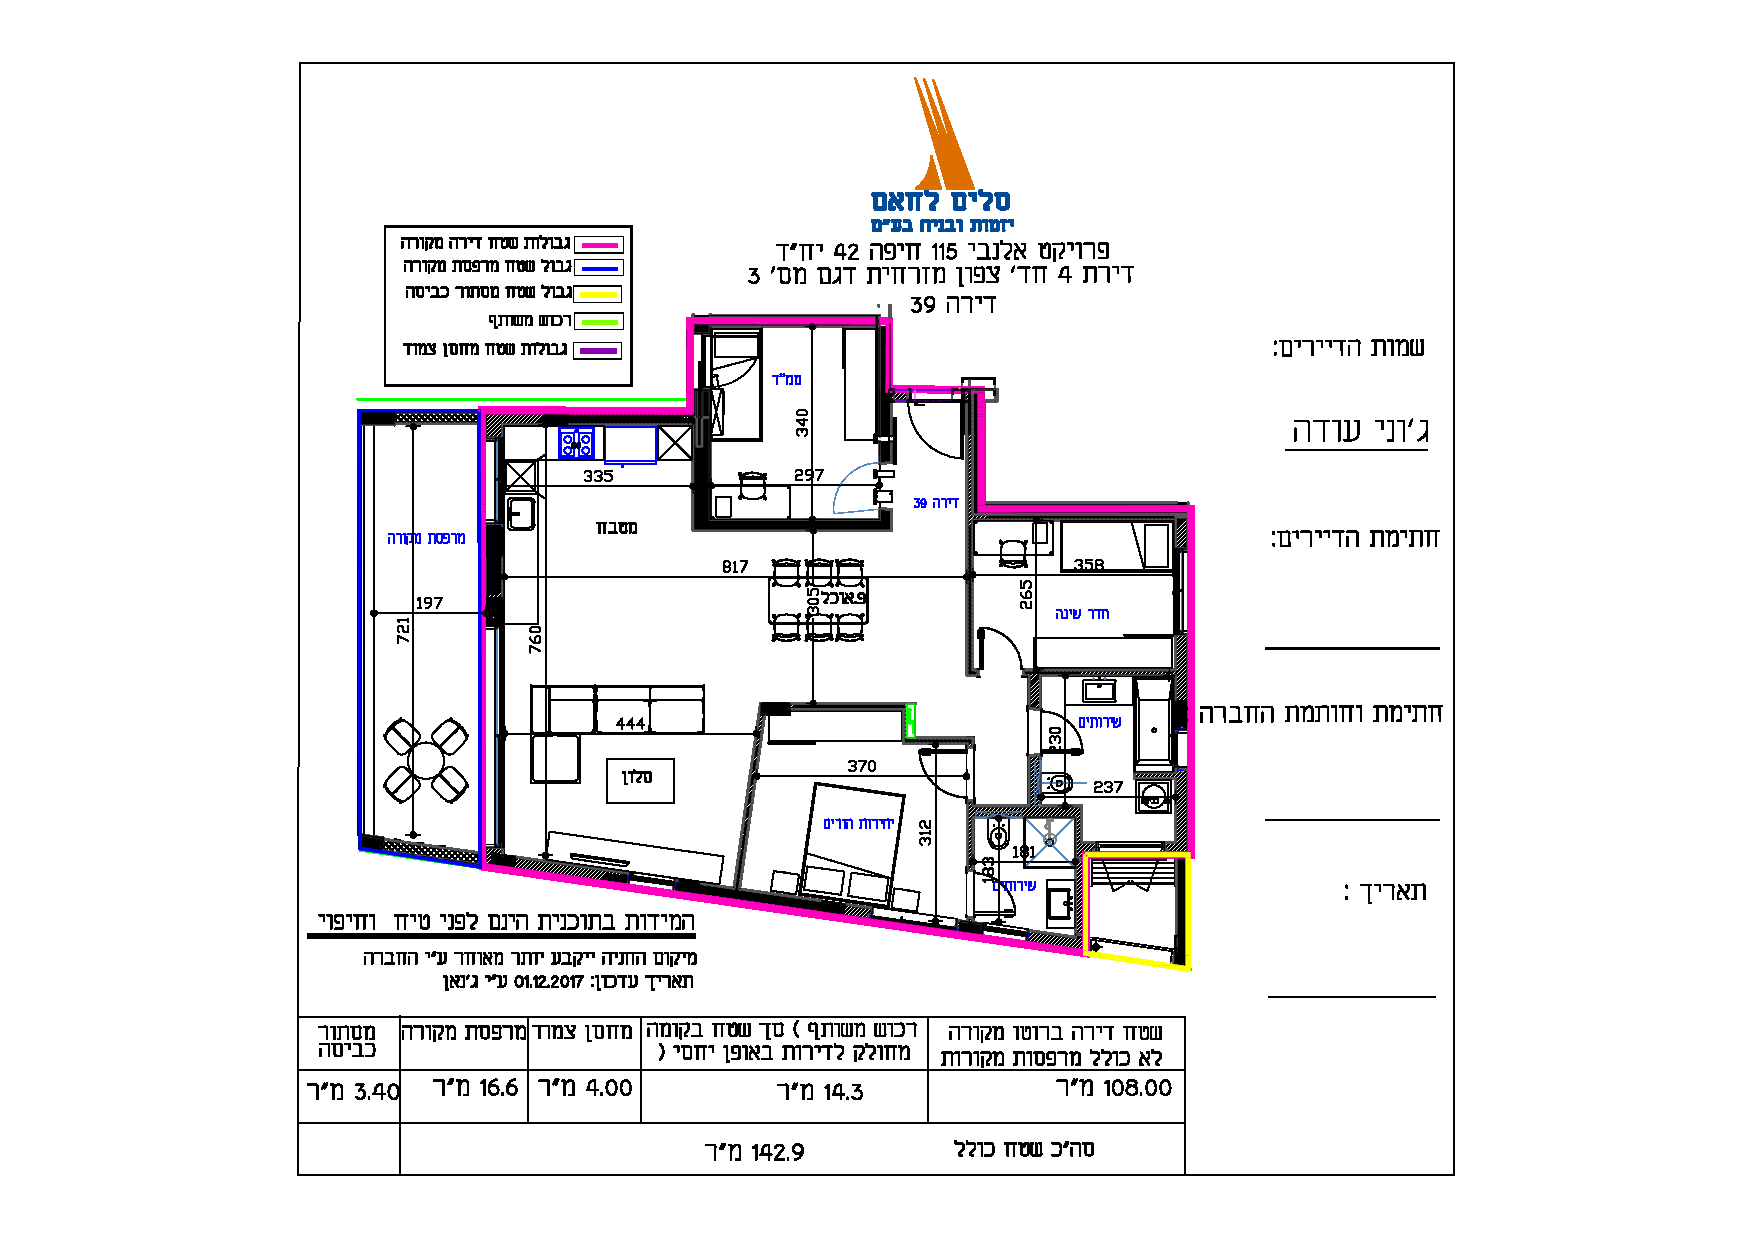 סלים לחאם
יזמות ובניה בע"מ
פרויקט אלנבי 115 חיפה 42 יח"ד
דירת 4 חד' צפון מזרחית דגם מס' 3
דירה 39
גבולות שטח דירה מקורה
גבול שטח מרפסת מקורה
גבול שטח מסתור כביסה
רכוש משותף
גבולות שטח מחסן צמוד
שמות הדיירים:
ג'וני עודה
חתימת הדיירים:
חתימת וחותמת החברה
תאריך :
ממ"ד
340
297
335
דירה 39
מטבח
מרפסת מקורה
817
358
265
פ.אוכל
305
197
721
760
חדר שינה
444
שירותים
230
370
סלון
237
יחידת הורים
312
181
183
שירותים
המידות בתוכנית הינם לפני טיח וחיפוי
מיקום החניה ייקבע יותר מאוחר ע"י החברה
תאריך עדכון: 01.12.2017 ע"י ג'נאן
שטח דירה ברוטו מקורה
לא כולל מרפסות מקורות
רכוש משותף ( סך שטח בקומה
מחולק לדירות באופן יחסי )
מחסן צמוד
מרפסת מקורה
מסתור
כביסה
108.00 מ"ר
14.3 מ"ר
4.00 מ"ר
16.6 מ"ר
3.40 מ"ר
סה"כ שטח כולל
142.9 מ"ר